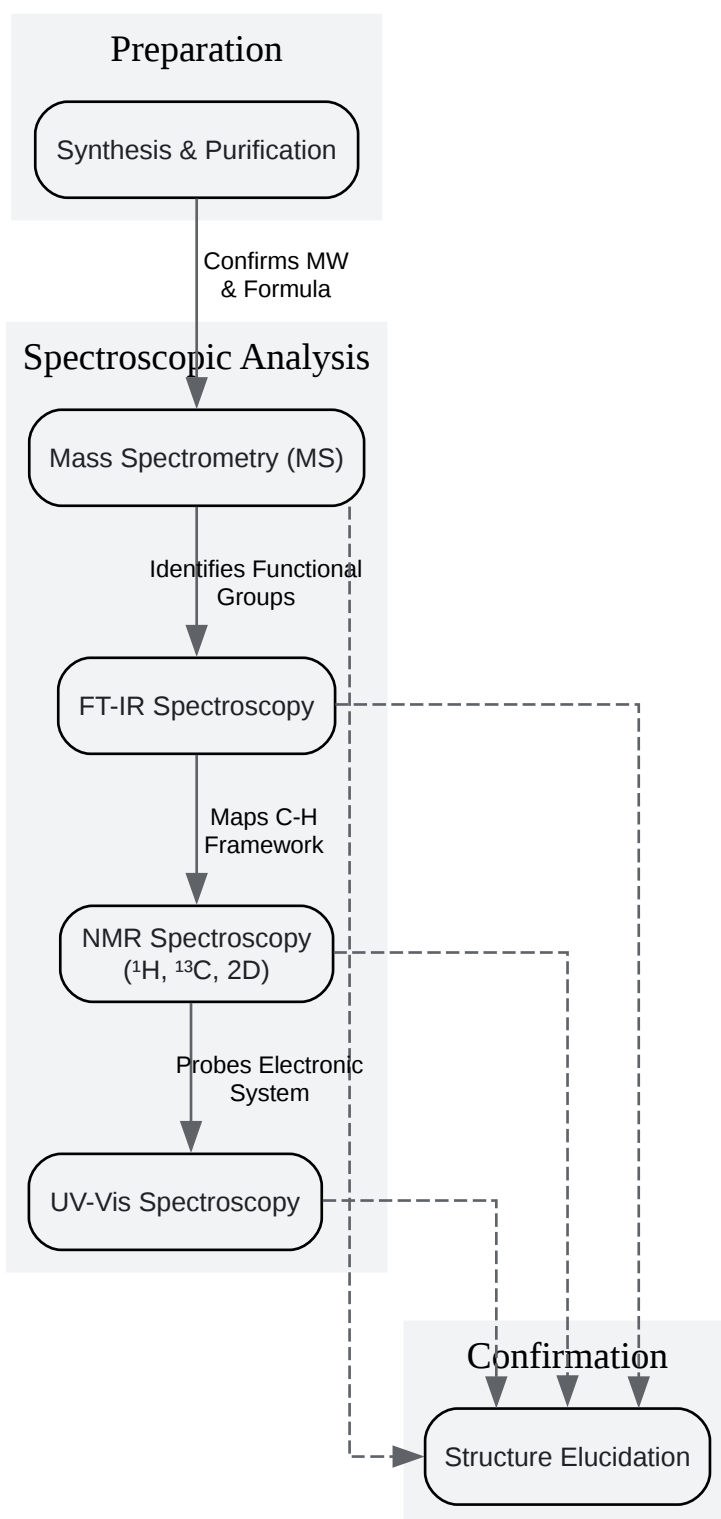 Preparation
Synthesis & Purification
Confirms MW
& Formula
Spectroscopic Analysis
Mass Spectrometry (MS)
Identifies Functional
Groups
FT-IR Spectroscopy
Maps C-H
Framework
NMR Spectroscopy
(¹H, ¹³C, 2D)
Probes Electronic
System
UV-Vis Spectroscopy
Confirmation
Structure Elucidation